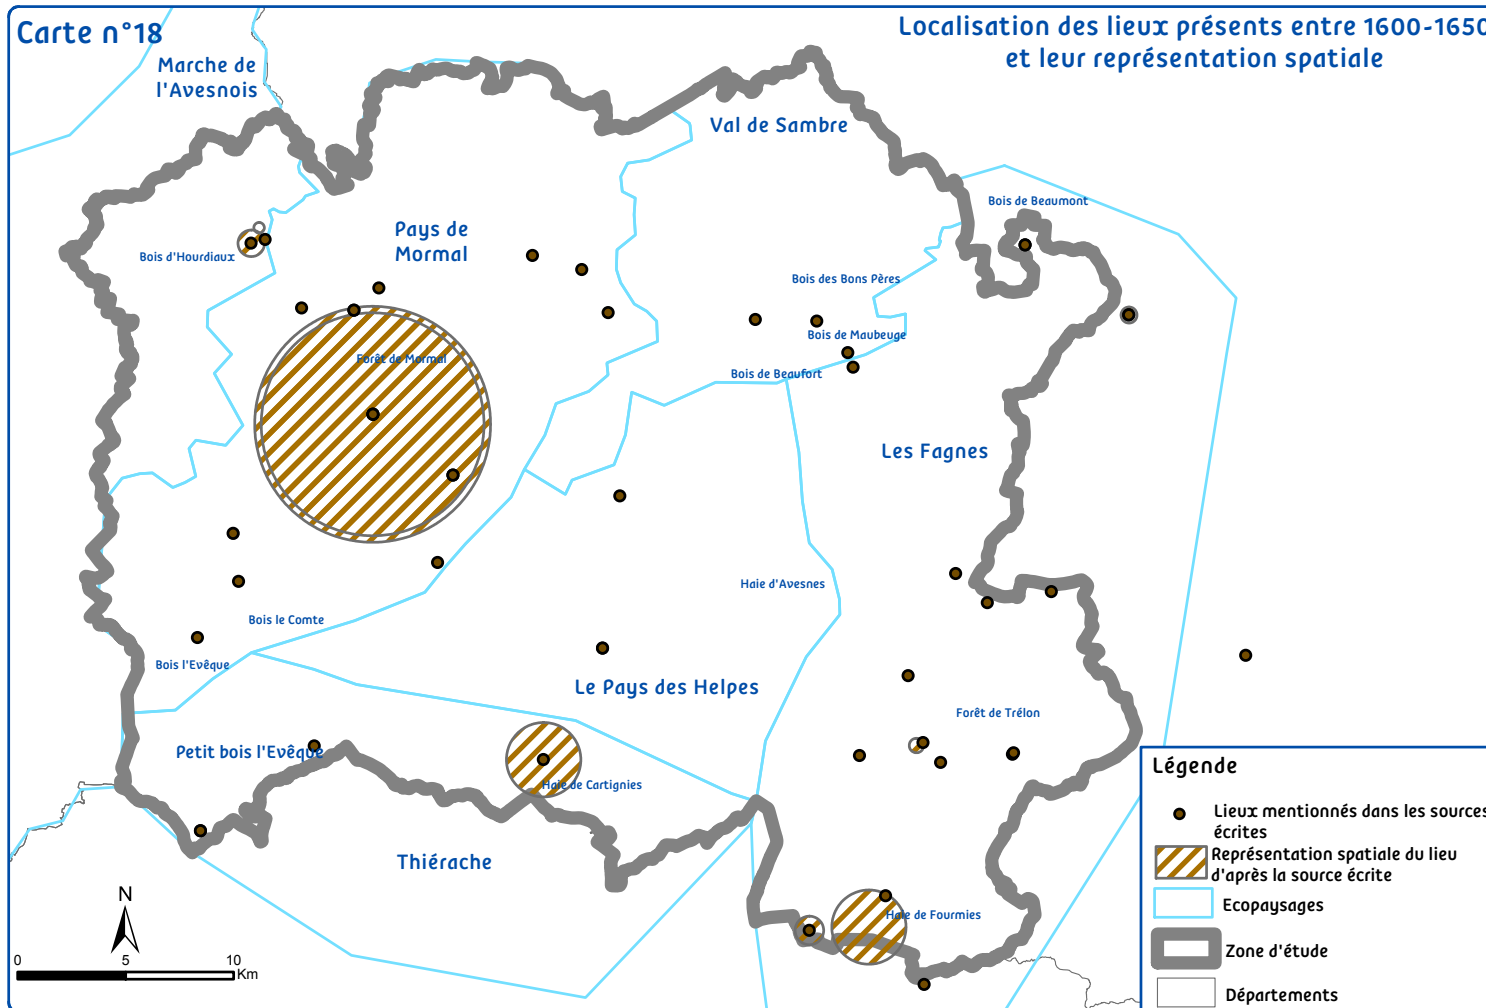 Carte n°18
Localisation des lieux présents entre 1600-1650
et leur représentation spatiale
Marche de
l'Avesnois
Val de Sambre
Bois de Beaumont
Pays de
Mormal
Bois d'Hourdiaux
Bois des Bons Pères
Bois de Maubeuge
Forêt de Mormal
Bois de Beaufort
Les Fagnes
Haie d'Avesnes
Bois le Comte
Bois l'Evêque
Le Pays des Helpes
Forêt de Trélon
Petit bois l'Evêque
Haie de Cartignies
Thiérache
Haie de Fourmies
N
0 5 10
Km
Légende
Lieux mentionnés dans les sources
écrites
Représentation spatiale du lieu
d'après la source écrite
Ecopaysages
Zone d'étude
Départements